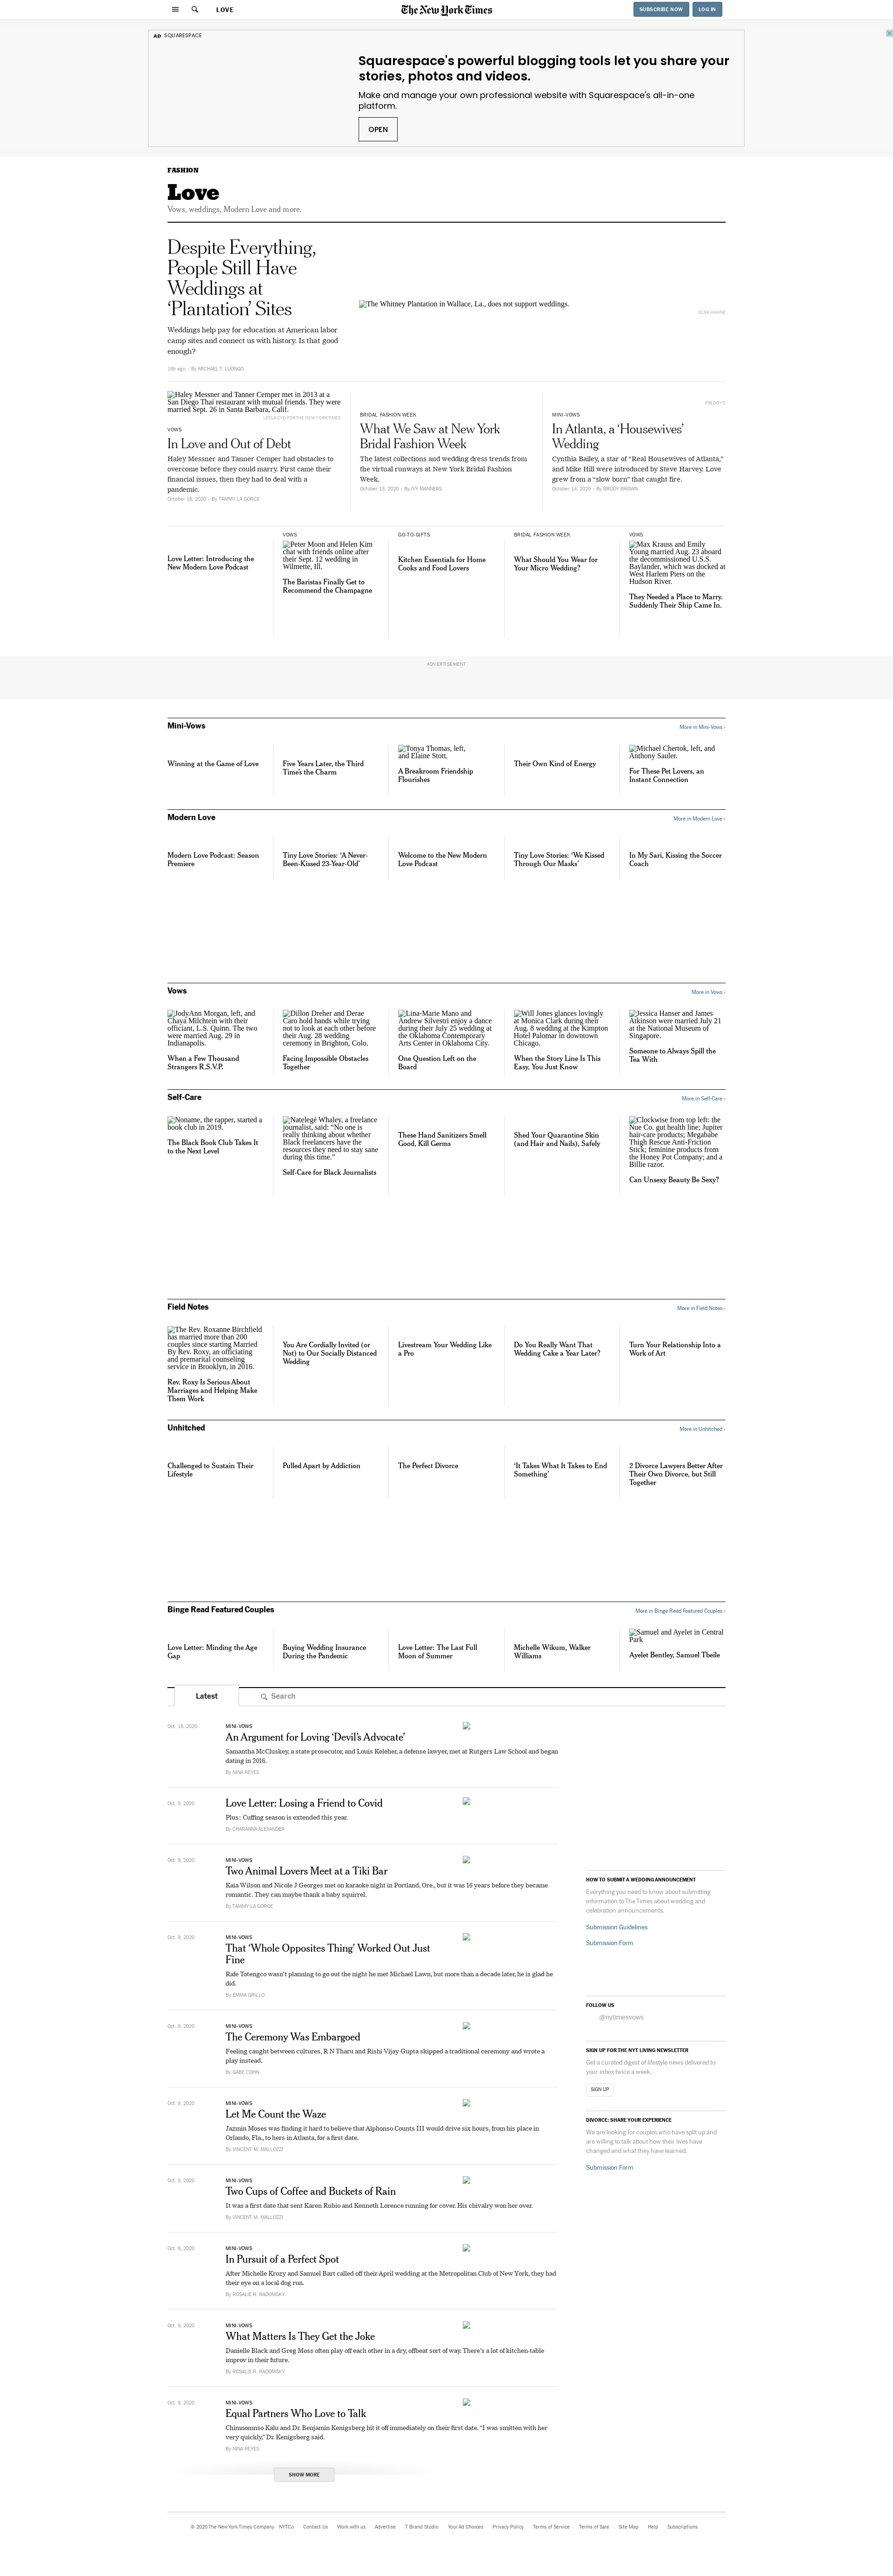 LOVE
The New York Times
SUBSCRIBE NOW
LOG IN
AD SQUARESPACE
Squarespace's powerful blogging tools let you share your
stories, photos and videos.
Make and manage your own professional website with Squarespace's all-in-one
platform.
OPEN
FASHION
Love
Vows, weddings, Modern Love and more.
Despite Everything,
People Still Have
Weddings at
‘Plantation’ Sites
Weddings help pay for education at American labor
camp sites and connect us with history. Is that good
enough?
16h ago · By MICHAEL T. LUONGO
The Whitney Plantation in Wallace, La., does not support weddings.
ELSA HAHNE
Haley Messner and Tanner Cemper met in 2013 at a
San Diego Thai restaurant with mutual friends. They were
married Sept. 26 in Santa Barbara, Calif.
LEELA CYD FOR THE NEW YORK TIMES
VOWS
In Love and Out of Debt
Haley Messner and Tanner Cemper had obstacles to
overcome before they could marry. First came their
financial issues, then they had to deal with a
pandemic.
October 16, 2020 · By TAMMY LA GORCE
BRIDAL FASHION WEEK
What We Saw at New York
Bridal Fashion Week
The latest collections and wedding dress trends from
the virtual runways at New York Bridal Fashion
Week.
October 13, 2020 · By IVY MANNERS
FREDDYO
MINI-VOWS
In Atlanta, a ‘Housewives’
Wedding
Cynthia Bailey, a star of “Real Housewives of Atlanta,”
and Mike Hill were introduced by Steve Harvey. Love
grew from a “slow burn” that caught fire.
October 14, 2020 · By BRODY BROWN
Love Letter: Introducing the
New Modern Love Podcast
VOWS
Peter Moon and Helen Kim
chat with friends online after
their Sept. 12 wedding in
Wilmette, Ill.
The Baristas Finally Get to
Recommend the Champagne
GO-TO-GIFTS
Kitchen Essentials for Home
Cooks and Food Lovers
BRIDAL FASHION WEEK
What Should You Wear for
Your Micro Wedding?
VOWS
Max Krauss and Emily
Young married Aug. 23 aboard
the decommissioned U.S.S.
Baylander, which was docked at
West Harlem Piers on the
Hudson River.
They Needed a Place to Marry.
Suddenly Their Ship Came In.
ADVERTISEMENT
Mini-Vows
More in Mini-Vows ›
Winning at the Game of Love
Five Years Later, the Third
Time’s the Charm
Tonya Thomas, left,
and Elaine Stott.
A Breakroom Friendship
Flourishes
Their Own Kind of Energy
Michael Chertok, left, and
Anthony Sauler.
For These Pet Lovers, an
Instant Connection
Modern Love
More in Modern Love ›
Modern Love Podcast: Season
Premiere
Tiny Love Stories: ‘A Never-
Been-Kissed 23-Year-Old’
Welcome to the New Modern
Love Podcast
Tiny Love Stories: ‘We Kissed
Through Our Masks’
In My Sari, Kissing the Soccer
Coach
Vows
More in Vows ›
JodyAnn Morgan, left, and
Chaya Milchtein with their
officiant, L.S. Quinn. The two
were married Aug. 29 in
Indianapolis.
When a Few Thousand
Strangers R.S.V.P.
Dillon Dreher and Derae
Caro hold hands while trying
not to look at each other before
their Aug. 28 wedding
ceremony in Brighton, Colo.
Facing Impossible Obstacles
Together
Lina-Marie Mano and
Andrew Silvestri enjoy a dance
during their July 25 wedding at
the Oklahoma Contemporary
Arts Center in Oklahoma City.
One Question Left on the
Board
Will Jones glances lovingly
at Monica Clark during their
Aug. 8 wedding at the Kimpton
Hotel Palomar in downtown
Chicago.
When the Story Line Is This
Easy, You Just Know
Jessica Hanser and James
Atkinson were married July 21
at the National Museum of
Singapore.
Someone to Always Spill the
Tea With
Self-Care
More in Self-Care ›
Noname, the rapper, started a
book club in 2019.
The Black Book Club Takes It
to the Next Level
Natelegé Whaley, a freelance
journalist, said: “No one is
really thinking about whether
Black freelancers have the
resources they need to stay sane
during this time.”
Self-Care for Black Journalists
These Hand Sanitizers Smell
Good, Kill Germs
Shed Your Quarantine Skin
(and Hair and Nails), Safely
Clockwise from top left: the
Nue Co. gut health line; Jupiter
hair-care products; Megababe
Thigh Rescue Anti-Friction
Stick; feminine products from
the Honey Pot Company; and a
Billie razor.
Can Unsexy Beauty Be Sexy?
Field Notes
More in Field Notes ›
The Rev. Roxanne Birchfield
has married more than 200
couples since starting Married
By Rev. Roxy, an officiating
and premarital counseling
service in Brooklyn, in 2016.
Rev. Roxy Is Serious About
Marriages and Helping Make
Them Work
You Are Cordially Invited (or
Not) to Our Socially Distanced
Wedding
Livestream Your Wedding Like
a Pro
Do You Really Want That
Wedding Cake a Year Later?
Turn Your Relationship Into a
Work of Art
Unhitched
More in Unhitched ›
Challenged to Sustain Their
Lifestyle
Pulled Apart by Addiction
The Perfect Divorce
‘It Takes What It Takes to End
Something’
2 Divorce Lawyers Better After
Their Own Divorce, but Still
Together
Binge Read Featured Couples
More in Binge Read Featured Couples ›
Love Letter: Minding the Age
Gap
Buying Wedding Insurance
During the Pandemic
Love Letter: The Last Full
Moon of Summer
Michelle Wikum, Walker
Williams
Samuel and Ayelet in Central
Park
Ayelet Bentley, Samuel Tbeile
Latest
Search
Oct. 16, 2020
MINI-VOWS
An Argument for Loving ‘Devil’s Advocate’
Samantha McCluskey, a state prosecutor, and Louis Keleher, a defense lawyer, met at Rutgers Law School and began
dating in 2016.
By NINA REYES
Oct. 9, 2020
Love Letter: Losing a Friend to Covid
Plus: Cuffing season is extended this year.
By CHARANNA ALEXANDER
Oct. 9, 2020
MINI-VOWS
Two Animal Lovers Meet at a Tiki Bar
Kaia Wilson and Nicole J Georges met on karaoke night in Portland, Ore., but it was 16 years before they became
romantic. They can maybe thank a baby squirrel.
By TAMMY LA GORCE
Oct. 9, 2020
MINI-VOWS
That ‘Whole Opposites Thing’ Worked Out Just
Fine
Rafe Totengco wasn’t planning to go out the night he met Michael Lawn, but more than a decade later, he is glad he
did.
By EMMA GRILLO
Oct. 9, 2020
MINI-VOWS
The Ceremony Was Embargoed
Feeling caught between cultures, R N Tharu and Rishi Vijay Gupta skipped a traditional ceremony and wrote a
play instead.
By GABE COHN
Oct. 9, 2020
MINI-VOWS
Let Me Count the Waze
Jazmin Moses was finding it hard to believe that Alphonso Counts III would drive six hours, from his place in
Orlando, Fla., to hers in Atlanta, for a first date.
By VINCENT M. MALLOZZI
Oct. 9, 2020
MINI-VOWS
Two Cups of Coffee and Buckets of Rain
It was a first date that sent Karen Rubio and Kenneth Lorence running for cover. His chivalry won her over.
By VINCENT M. MALLOZZI
Oct. 9, 2020
MINI-VOWS
In Pursuit of a Perfect Spot
After Michelle Krozy and Samuel Bart called off their April wedding at the Metropolitan Club of New York, they had
their eye on a local dog run.
By ROSALIE R. RADOMSKY
Oct. 9, 2020
MINI-VOWS
What Matters Is They Get the Joke
Danielle Black and Greg Moss often play off each other in a dry, offbeat sort of way. There’s a lot of kitchen-table
improv in their future.
By ROSALIE R. RADOMSKY
Oct. 9, 2020
MINI-VOWS
Equal Partners Who Love to Talk
Chimnomnso Kalu and Dr. Benjamin Kenigsberg hit it off immediately on their first date. “I was smitten with her
very quickly,” Dr. Kenigsberg said.
By NINA REYES
SHOW MORE
HOW TO SUBMIT A WEDDING ANNOUNCEMENT
Everything you need to know about submitting
information to The Times about wedding and
celebration announcements.
Submission Guidelines
Submission Form
FOLLOW US
@nytimesvows
SIGN UP FOR THE NYT LIVING NEWSLETTER
Get a curated digest of lifestyle news delivered to
your inbox twice a week.
SIGN UP
DIVORCE: SHARE YOUR EXPERIENCE
We are looking for couples who have split up and
are willing to talk about how their lives have
changed and what they have learned.
Submission Form
© 2020 The New York Times Company NYTCo Contact Us Work with us Advertise T Brand Studio Your Ad Choices Privacy Policy Terms of Service Terms of Sale Site Map Help Subscriptions